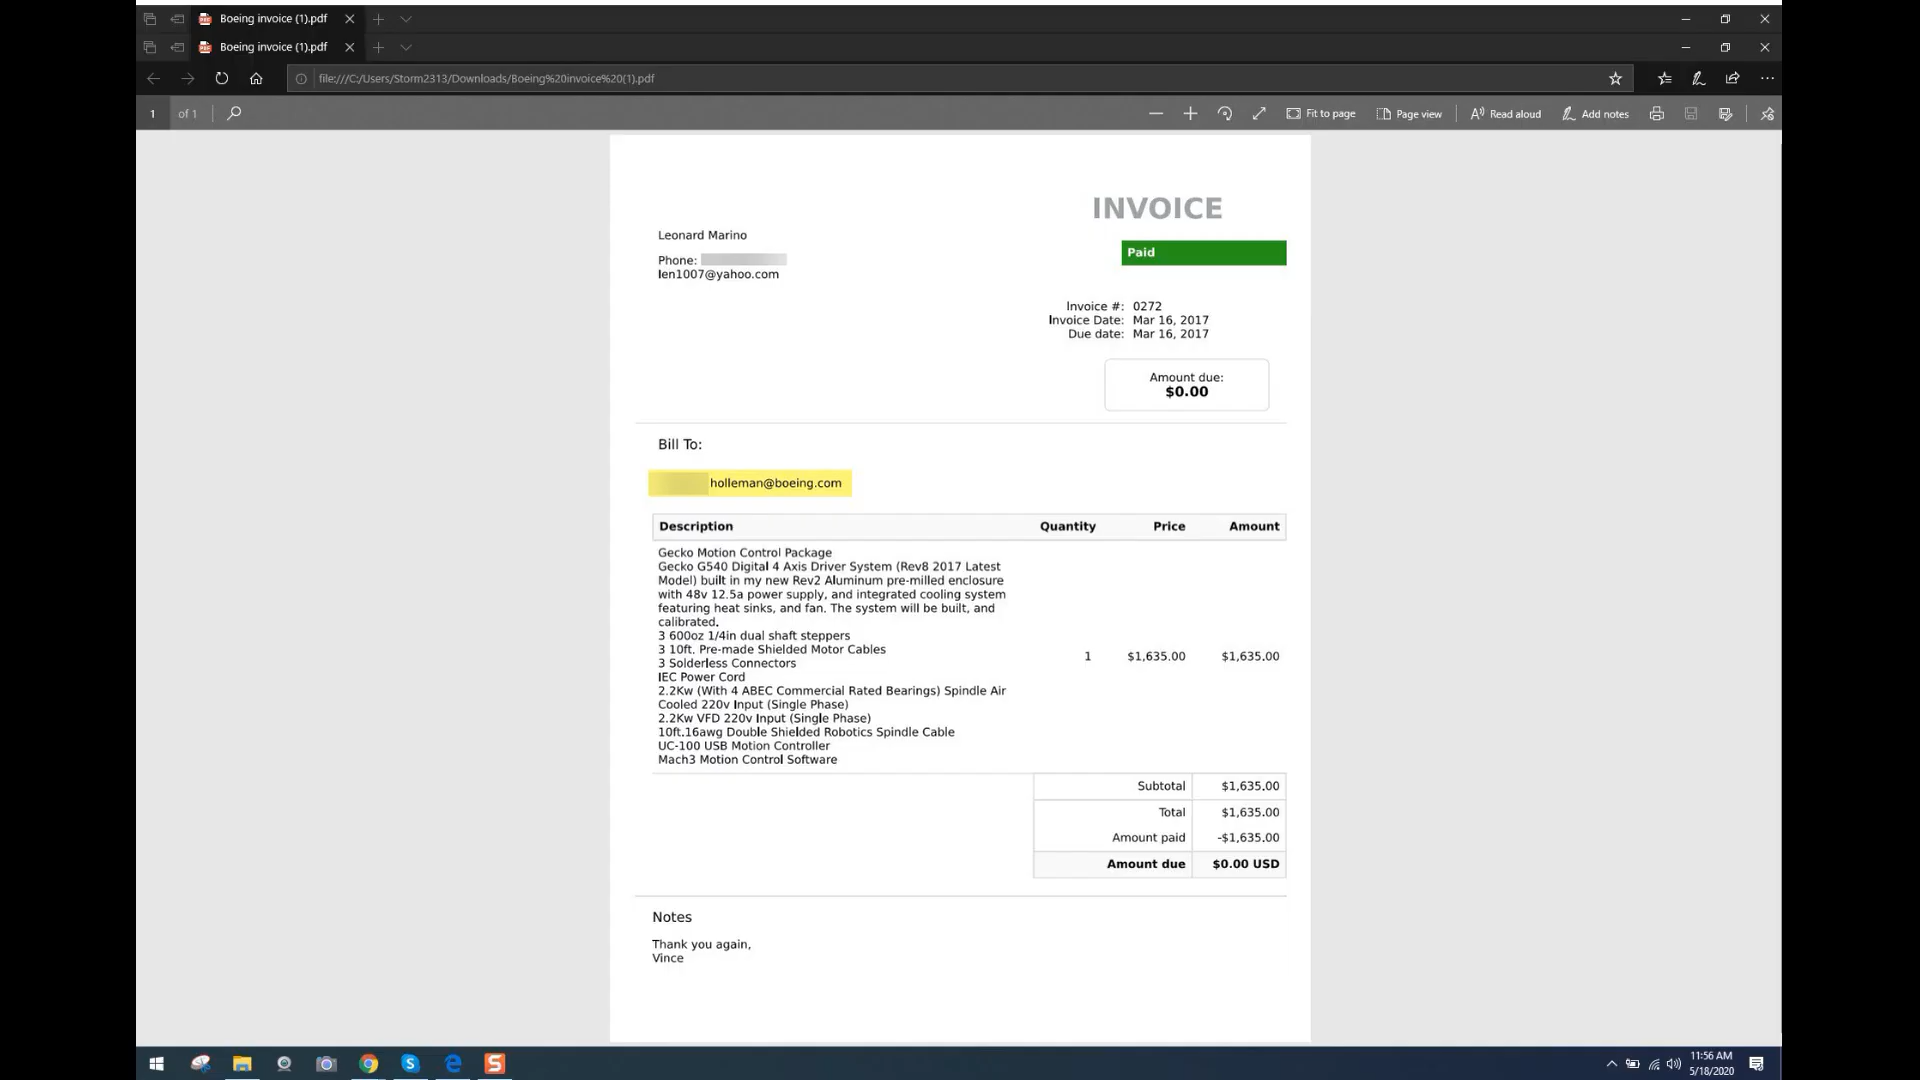 Boeing invoice (1).pdf
Boeing invoice (1).pdf
file:///C:/Users/Storm2313/Downloads/Boeing%20invoice%20(1).pdf
1 of 1
Fit to page
Page view
Read aloud
Add notes
INVOICE
Leonard Marino
Paid
Phone:
len1007@yahoo.com
Invoice #: 0272
Invoice Date: Mar 16, 2017
Due date: Mar 16, 2017
Amount due:
$0.00
Bill To:
holleman@boeing.com
Description Quantity Price Amount
Gecko Motion Control Package
Gecko G540 Digital 4 Axis Driver System (Rev8 2017 Latest
Model) built in my new Rev2 Aluminum pre-milled enclosure
with 48v 12.5a power supply, and integrated cooling system
featuring heat sinks, and fan. The system will be built, and
calibrated.
3 600oz 1/4in dual shaft steppers
3 10ft. Pre-made Shielded Motor Cables
3 Solderless Connectors
IEC Power Cord
2.2Kw (With 4 ABEC Commercial Rated Bearings) Spindle Air
Cooled 220v Input (Single Phase)
2.2Kw VFD 220v Input (Single Phase)
10ft.16awg Double Shielded Robotics Spindle Cable
UC-100 USB Motion Controller
Mach3 Motion Control Software
1 $1,635.00 $1,635.00
Subtotal $1,635.00
Total $1,635.00
Amount paid -$1,635.00
Amount due $0.00 USD
Notes
Thank you again,
Vince
11:56 AM
5/18/2020